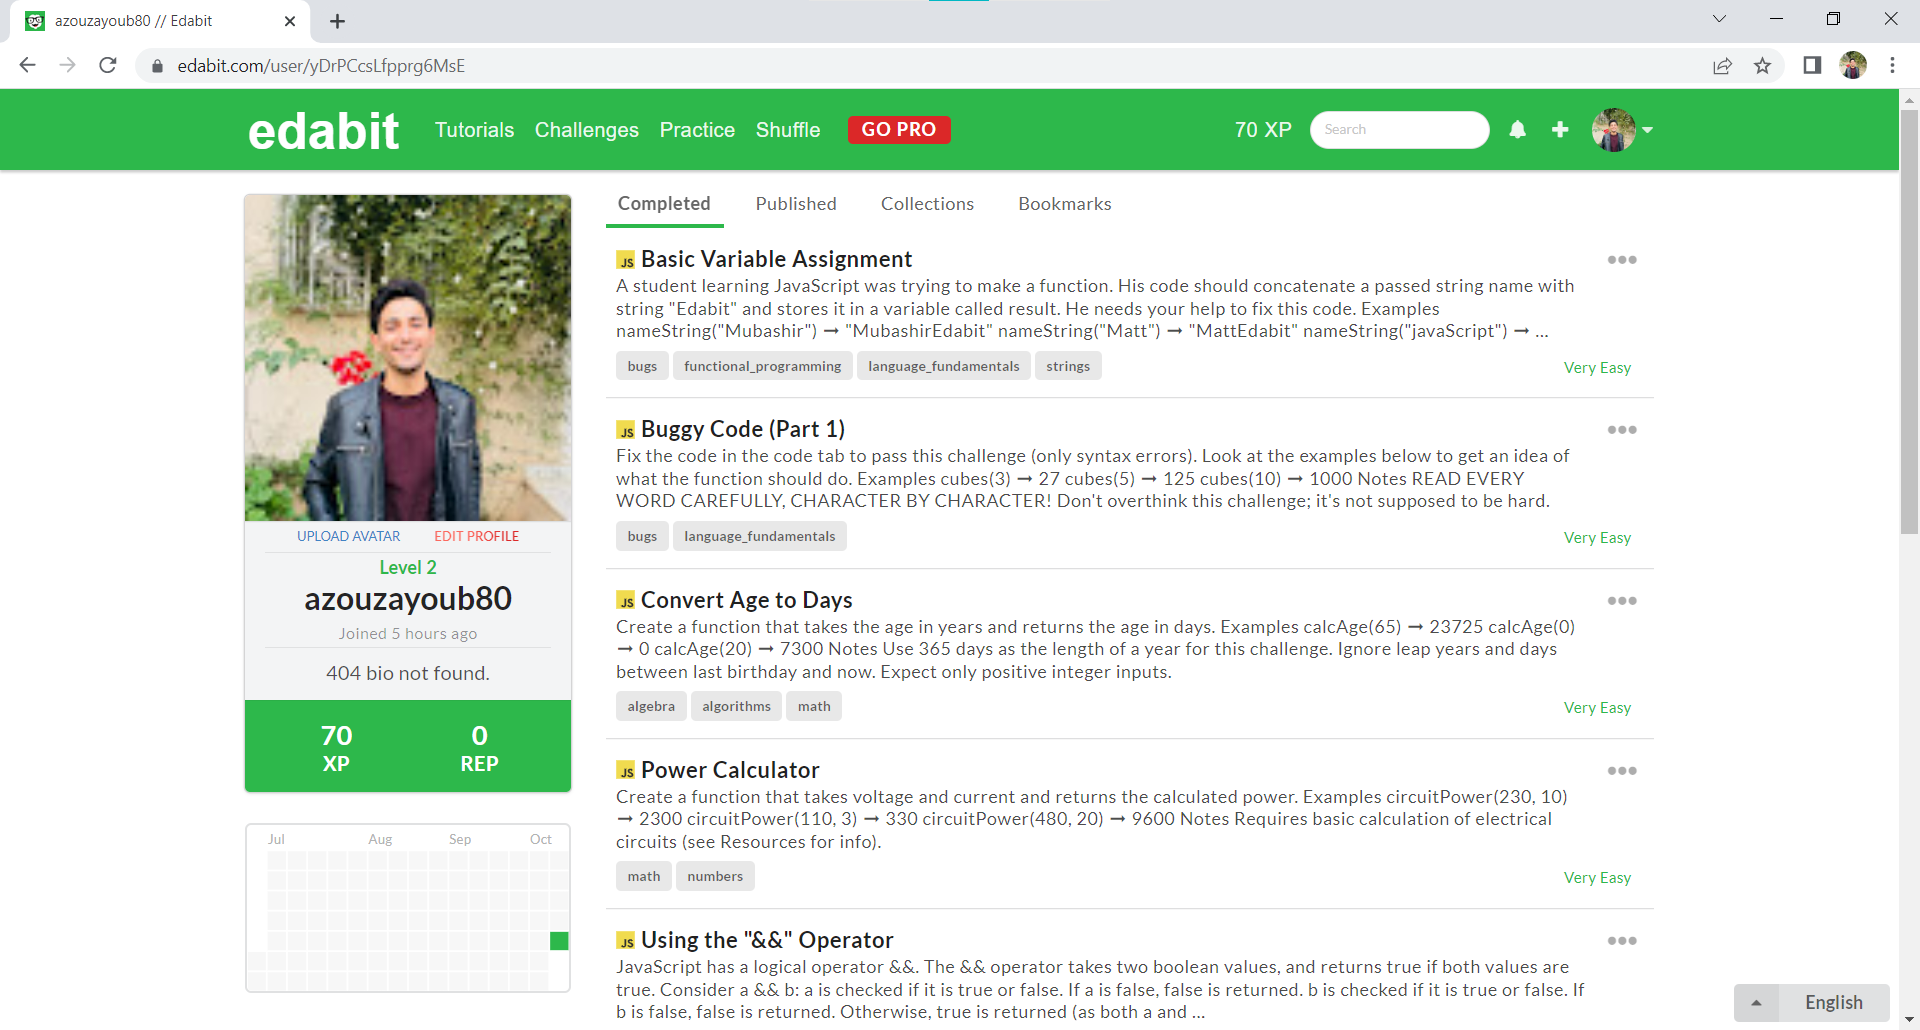 azouzayoub80 // Edabit
edabit.com/user/yDrPCcsLfpprg6MsE
edabit Tutorials Challenges Practice Shuffle GO PRO 70 XP Search
Completed Published Collections Bookmarks
JS Basic Variable Assignment
A student learning JavaScript was trying to make a function. His code should concatenate a passed string name with
string "Edabit" and stores it in a variable called result. He needs your help to fix this code. Examples
nameString("Mubashir") → "MubashirEdabit" nameString("Matt") → "MattEdabit" nameString("javaScript") → ...
bugs functional_programming language_fundamentals strings
Very Easy
JS Buggy Code (Part 1)
Fix the code in the code tab to pass this challenge (only syntax errors). Look at the examples below to get an idea of
what the function should do. Examples cubes(3) → 27 cubes(5) → 125 cubes(10) → 1000 Notes READ EVERY
WORD CAREFULLY, CHARACTER BY CHARACTER! Don't overthink this challenge; it's not supposed to be hard.
bugs language_fundamentals
Very Easy
JS Convert Age to Days
Create a function that takes the age in years and returns the age in days. Examples calcAge(65) → 23725 calcAge(0)
→ 0 calcAge(20) → 7300 Notes Use 365 days as the length of a year for this challenge. Ignore leap years and days
between last birthday and now. Expect only positive integer inputs.
algebra algorithms math
Very Easy
JS Power Calculator
Create a function that takes voltage and current and returns the calculated power. Examples circuitPower(230, 10)
→ 2300 circuitPower(110, 3) → 330 circuitPower(480, 20) → 9600 Notes Requires basic calculation of electrical
circuits (see Resources for info).
math numbers
Very Easy
JS Using the "&&" Operator
JavaScript has a logical operator &&. The && operator takes two boolean values, and returns true if both values are
true. Consider a && b: a is checked if it is true or false. If a is false, false is returned. b is checked if it is true or false. If
b is false, false is returned. Otherwise, true is returned (as both a and ...
UPLOAD AVATAR EDIT PROFILE
Level 2
azouzayoub80
Joined 5 hours ago
404 bio not found.
70 0
XP REP
Jul Aug Sep Oct
English